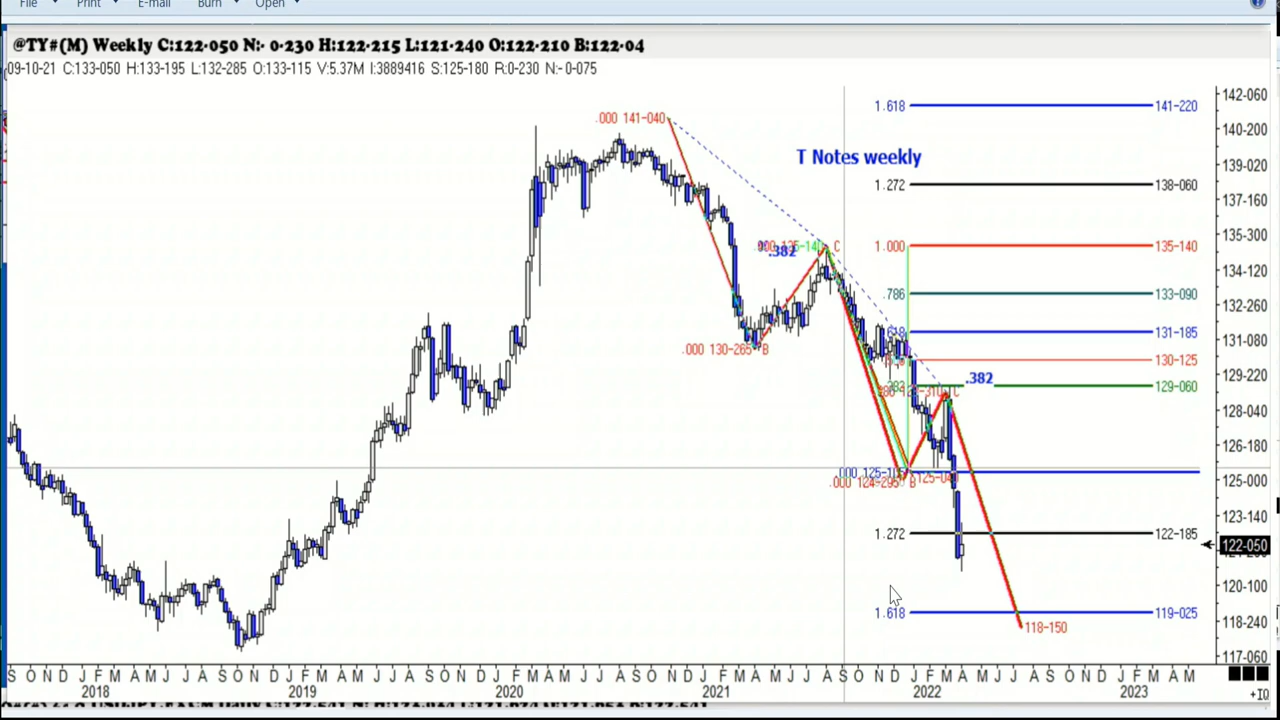 File Print E-mail Burn Open
@TY#(M) Weekly C:122-050 N:- 0-230 H:122-215 L:121-240 O:122-210 B:122-04
09-10-21 C:133-050 H:133-195 L:132-285 O:133-115 V:5.37M I:3889416 S:125-180 R:0-230 N:- 0-075
142-060
1.618 141-220
.000 141-040
140-200
T Notes weekly
139-020
1.272 138-060
137-160
135-300
.382 C 1.000 135-140
134-120
.786 133-090
132-260
.618 131-185
131-080
.000 130-265 B 130-125
129-220
.382 129-060
128-040
126-180
125-000
.000 124-295 B 125-040
123-140
1.272 122-185
122-050
120-100
1.618 119-025
118-240
118-150
117-060
S O N D J F M A M J J A S O N D J F M A M J J A S O N D J F M A M J J A S O N D J F M A M J J A S O N D J F M A M J J A S O N D J F M A M
2018 2019 2020 2021 2022 2023